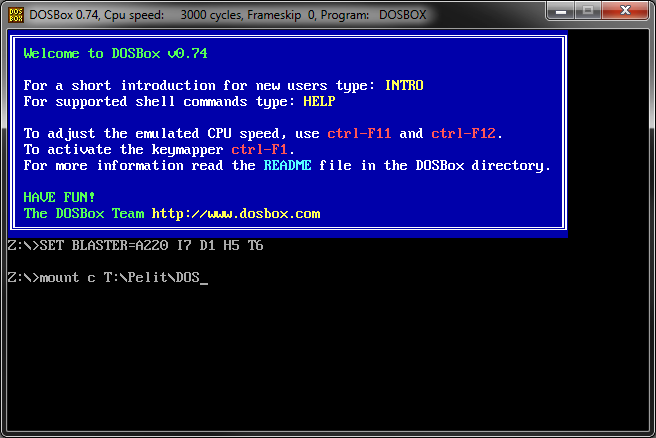 DOS BOX
DOSBox 0.74, Cpu speed:    3000 cycles, Frameskip  0, Program:   DOSBOX
Welcome to DOSBox v0.74
For a short introduction for new users type: INTRO
For supported shell commands type: HELP
To adjust the emulated CPU speed, use ctrl-F11 and ctrl-F12.
To activate the keymapper ctrl-F1.
For more information read the README file in the DOSBox directory.
HAVE FUN!
The DOSBox Team http://www.dosbox.com
Z:\>SET BLASTER=A220 I7 D1 H5 T6
Z:\>mount c T:\Pelit\DOS_